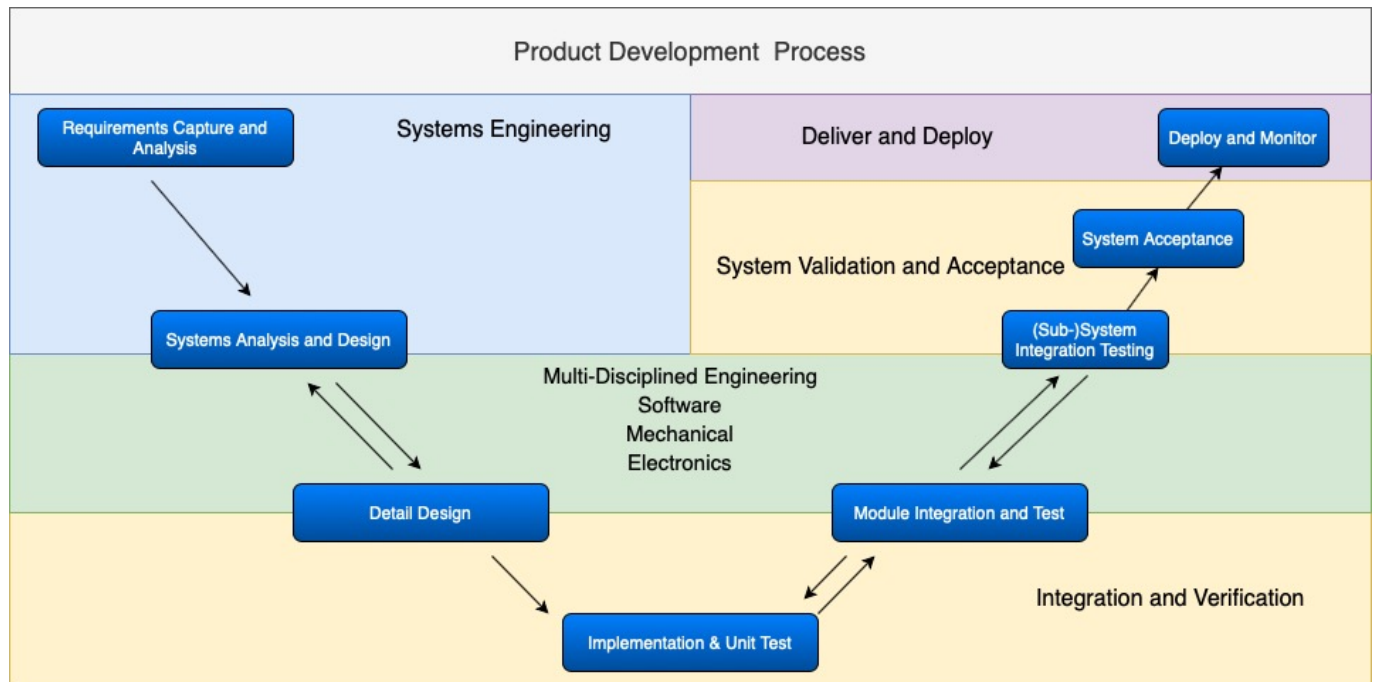 Product Development Process
Requirements Capture and
Analysis
Systems Engineering
Deliver and Deploy
Deploy and Monitor
System Acceptance
System Validation and Acceptance
Systems Analysis and Design
(Sub-)System
Integration Testing
Multi-Disciplined Engineering
Software
Mechanical
Electronics
Detail Design
Module Integration and Test
Integration and Verification
Implementation & Unit Test